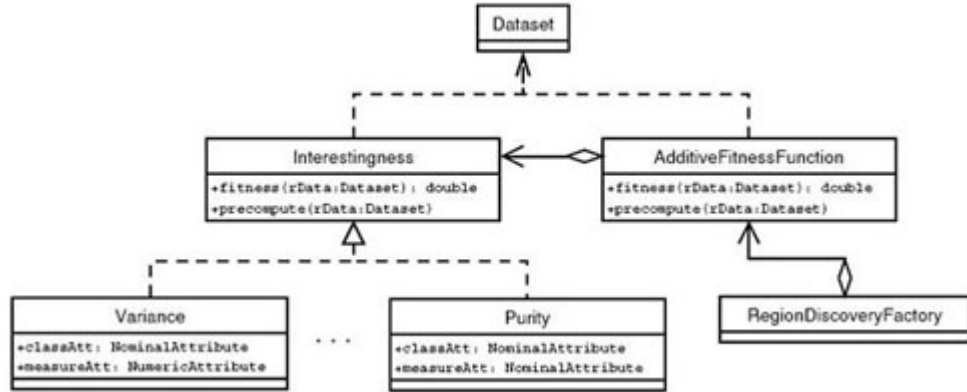 Dataset
Interestingness
+fitness(rData:Dataset): double
+precompute(rData:Dataset)
AdditiveFitnessFunction
+fitness(rData:Dataset): double
+precompute(rData:Dataset)
Variance
+classAtt: NominalAttribute
+measureAtt: NumericAttribute
. . .
Purity
+classAtt: NominalAttribute
+measureAtt: NominalAttribute
RegionDiscoveryFactory